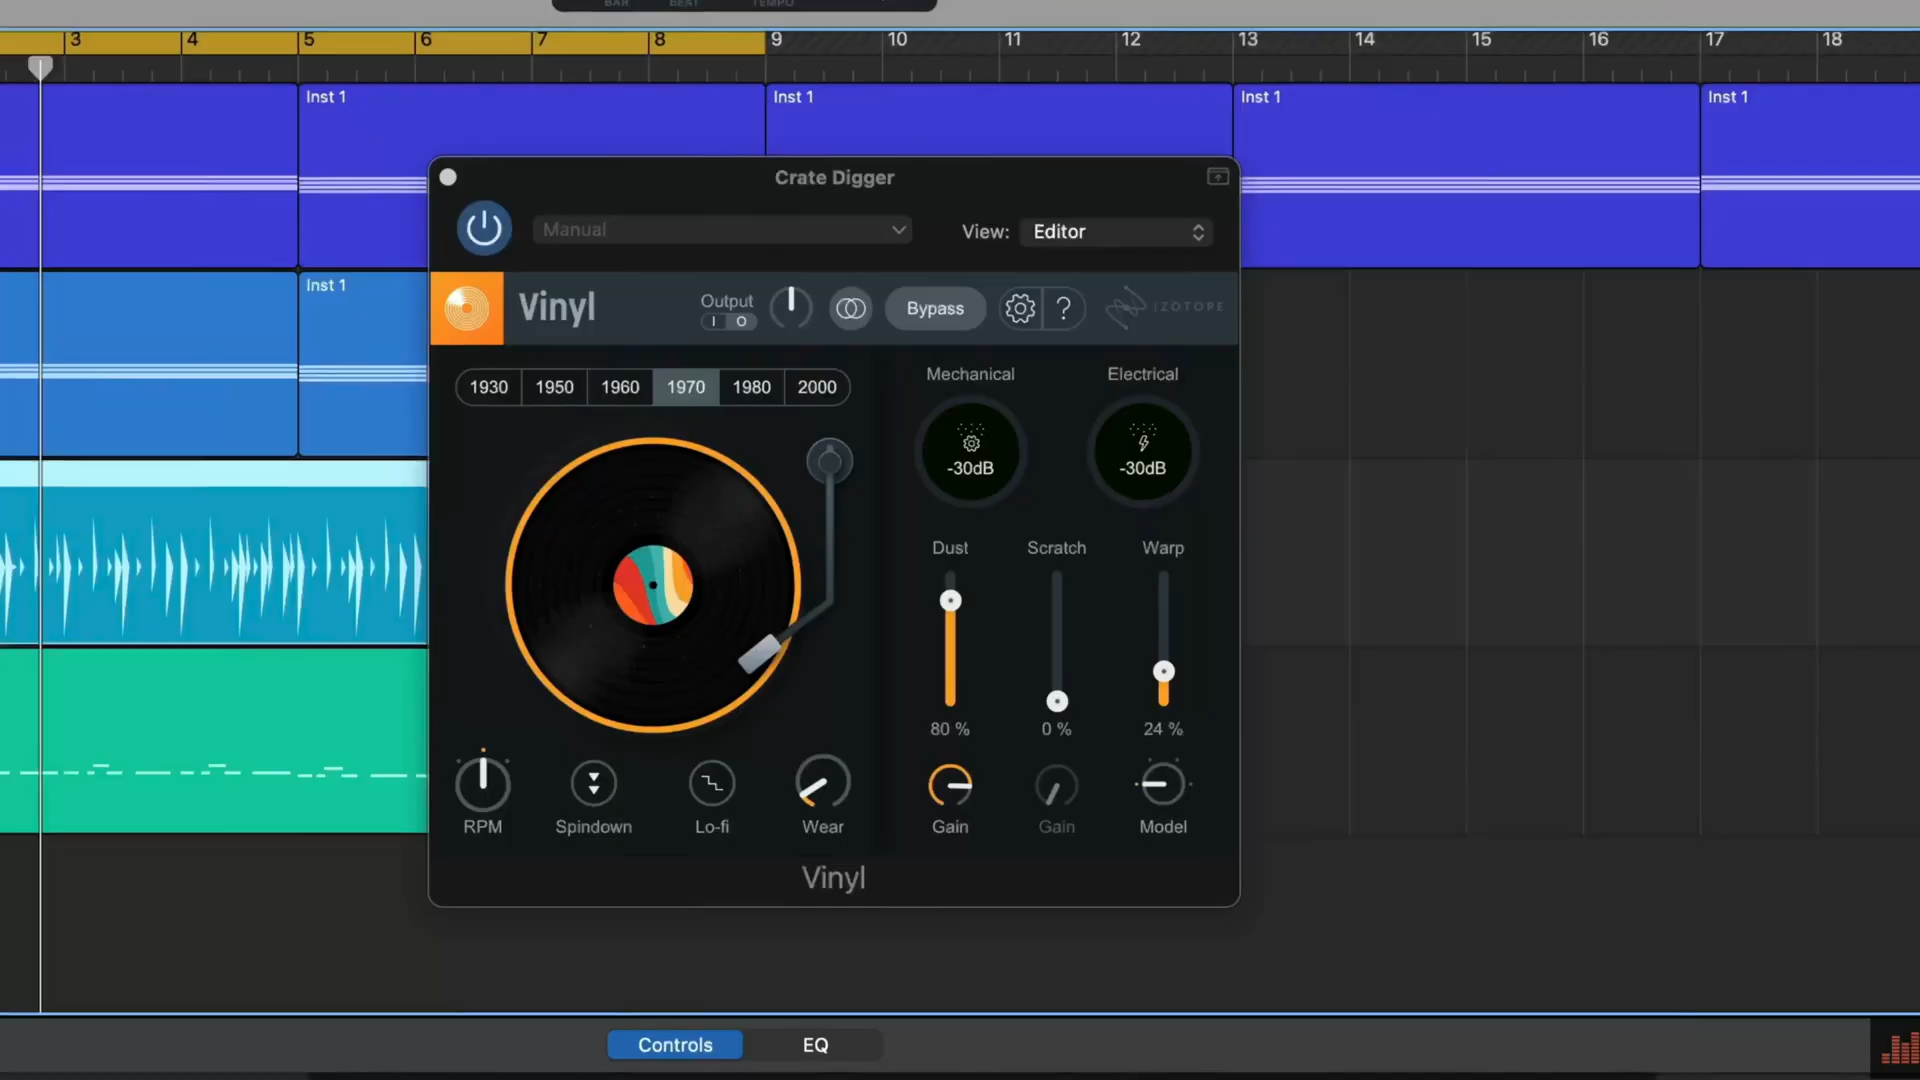 BAR BEAT TEMPO
3 4 5 6 7 8 9 10 11 12 13 14 15 16 17 18
Inst 1 Inst 1 Inst 1 Inst 1
Crate Digger
Manual View: Editor
Inst 1
Vinyl Output Bypass ? IZOTOPE
I O
1930 1950 1960 1970 1980 2000
Mechanical Electrical
-30dB -30dB
Dust Scratch Warp
80 % 0 % 24 %
RPM Spindown Lo-fi Wear Gain Gain Model
Vinyl
Controls EQ